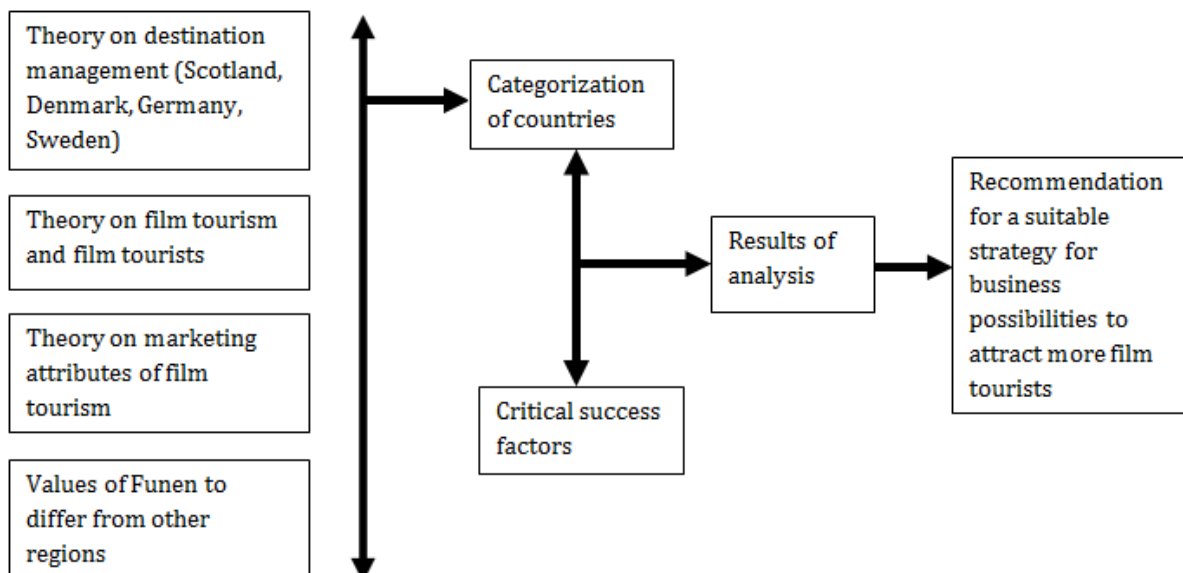 Theory on destination
management (Scotland,
Denmark, Germany,
Sweden)
Theory on film tourism
and film tourists
Theory on marketing
attributes of film
tourism
Values of Funen to
differ from other
regions
Categorization
of countries
Critical success
factors
Results of
analysis
Recommendation
for a suitable
strategy for
business
possibilities to
attract more film
tourists